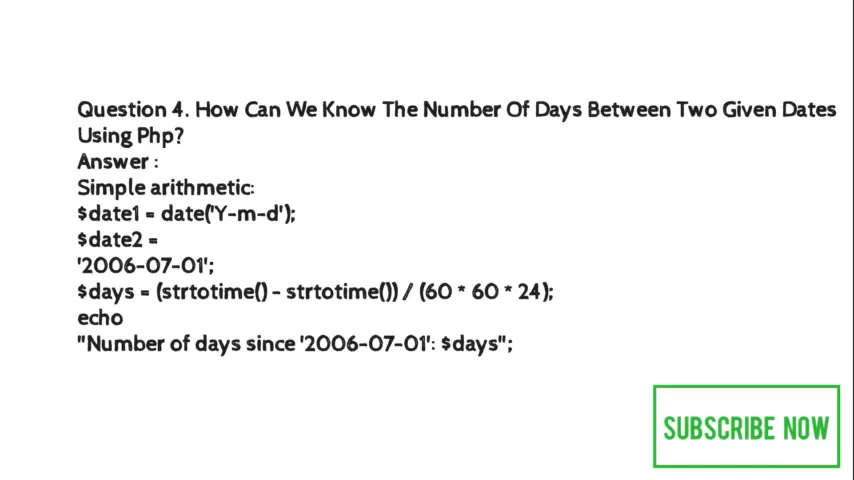 Question 4. How Can We Know The Number Of Days Between Two Given Dates
Using Php?
Answer :
Simple arithmetic:
$date1 = date('Y-m-d');
$date2 =
'2006-07-01';
$days = (strtotime() - strtotime()) / (60 * 60 * 24);
echo
"Number of days since '2006-07-01': $days";
SUBSCRIBE NOW